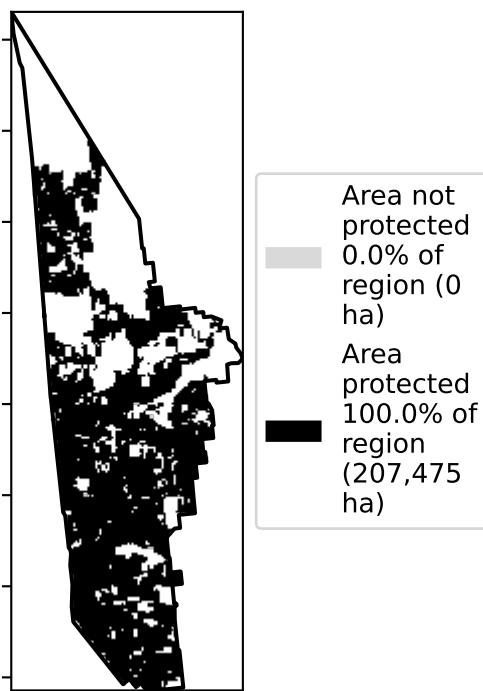 Area not
protected
0.0% of
region (0
ha)
Area
protected
100.0% of
region
(207,475
ha)